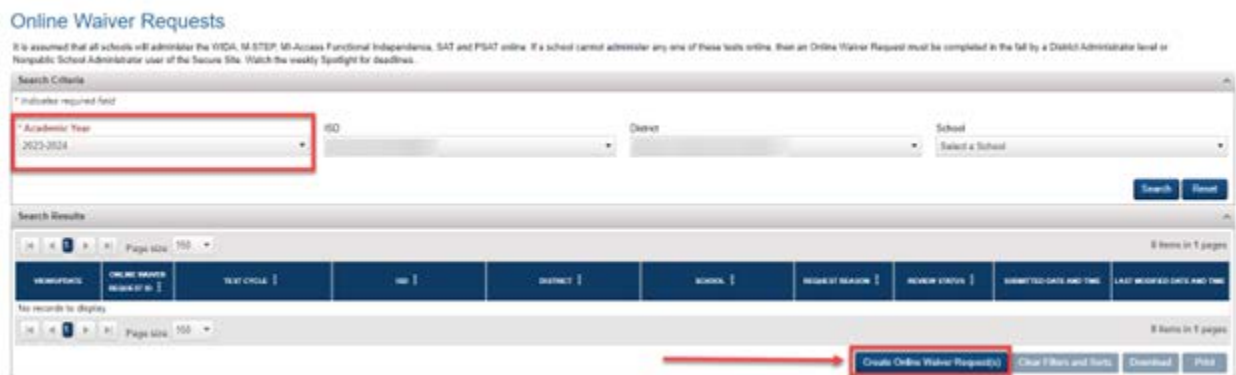 Online Waiver Requests
It is assumed that all schools will administer the WIDA, M-STEP, MI-Access Functional Independence, SAT and PSAT online. If a school cannot administer any one of these tests online, then an Online Waiver Request must be completed in the fall by a District Administrator level or
Nonpublic School Administrator user of the Secure Site. Watch the weekly Spotlight for deadlines.
Search Criteria
* Indicates required field
* Academic Year ISD District School
2023-2024 Select a School
Search Reset
Search Results
1 Page size: 150 0 items in 1 pages
VIEW/UPDATE ONLINE WAIVER REQUEST ID TEST CYCLE ISD DISTRICT SCHOOL REQUEST REASON REVIEW STATUS SUBMITTED DATE AND TIME LAST MODIFIED DATE AND TIME
No records to display.
1 Page size: 150 0 items in 1 pages
Create Online Waiver Request(s) Clear Filters and Sorts Download Print